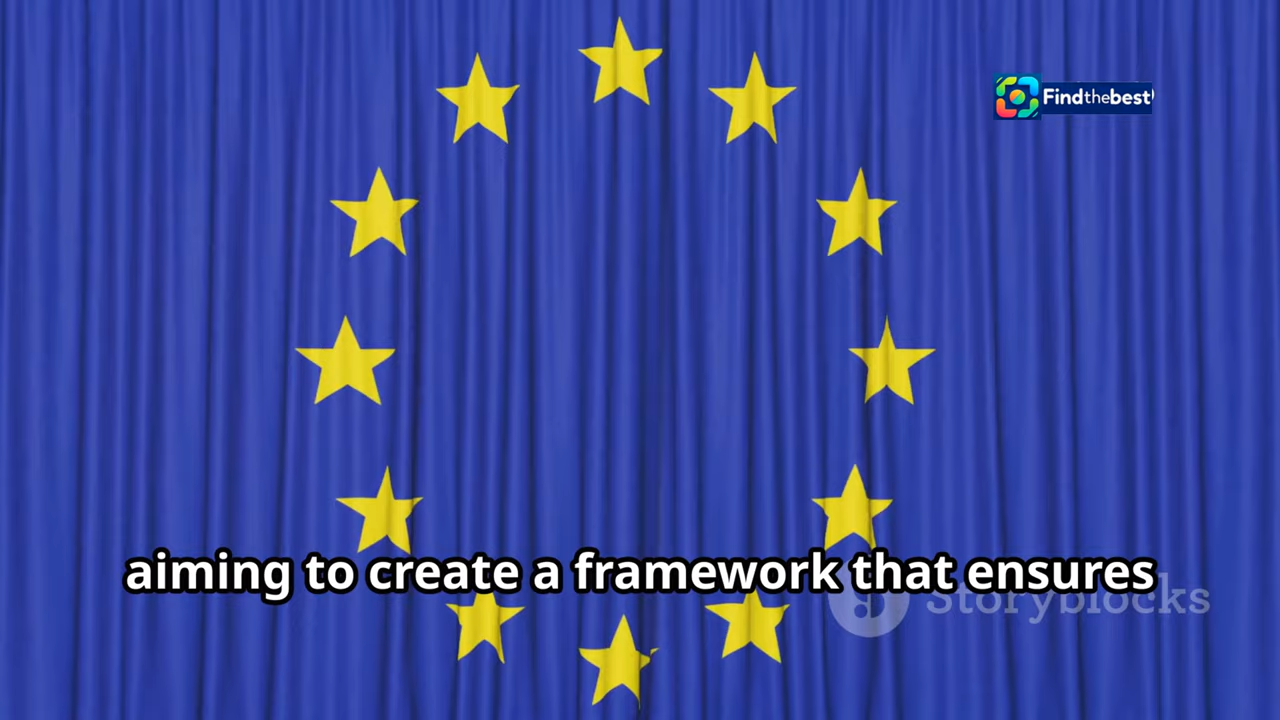 Findthebest
aiming to create a framework that ensures
Storyblocks